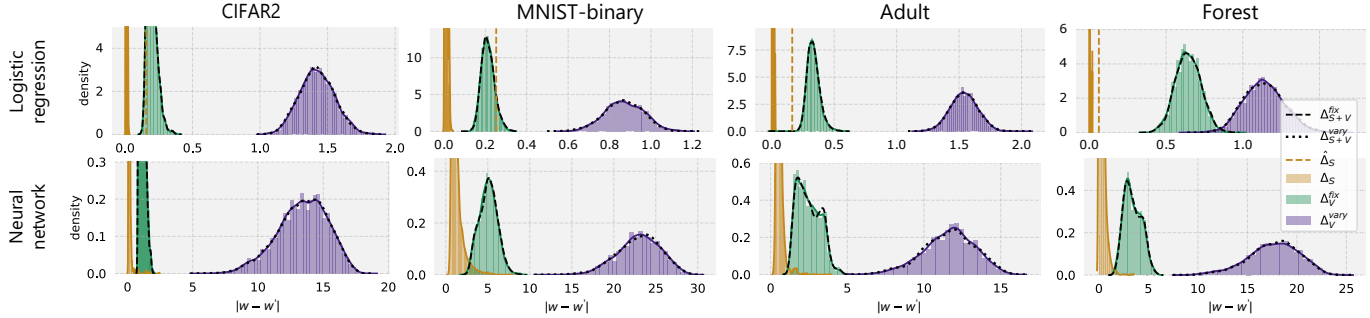 CIFAR2 MNIST-binary Adult Forest
Logistic regression
density
4
2
0
0.0 0.5 1.0 1.5 2.0
10
5
0
0.0 0.2 0.4 0.6 0.8 1.0 1.2
7.5
5.0
2.5
0.0
0.0 0.5 1.0 1.5 2.0
6
4
2
0
0.0 0.5 1.0
Δ^{fix}_{S+V}
Δ^{vary}_{S+V}
Δ̂_S
Δ_S
Δ^{fix}_V
Δ^{vary}_V
Neural network
density
0.3
0.2
0.1
0.0
0 5 10 15 20
|w − w'|
0.4
0.2
0.0
0 5 10 15 20 25 30
|w − w'|
0.6
0.4
0.2
0.0
0 5 10 15
|w − w'|
0.4
0.2
0.0
0 5 10 15 20 25
|w − w'|